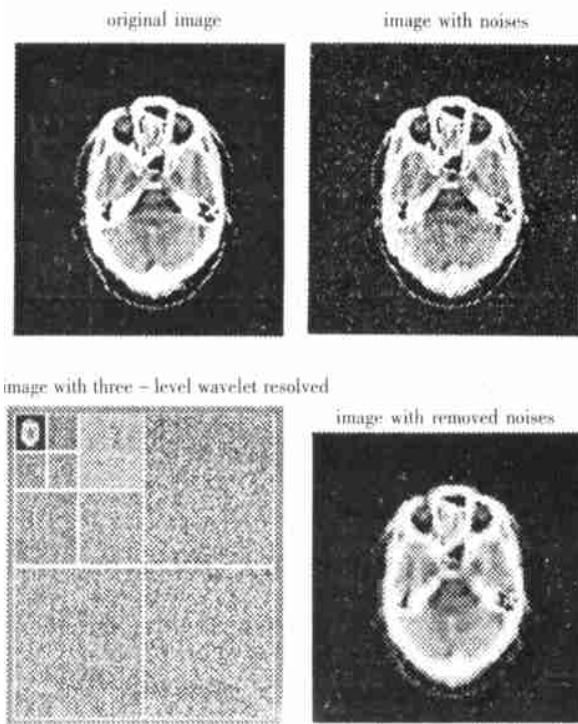 original image
image with noises
image with three – level wavelet resolved
image with removed noises